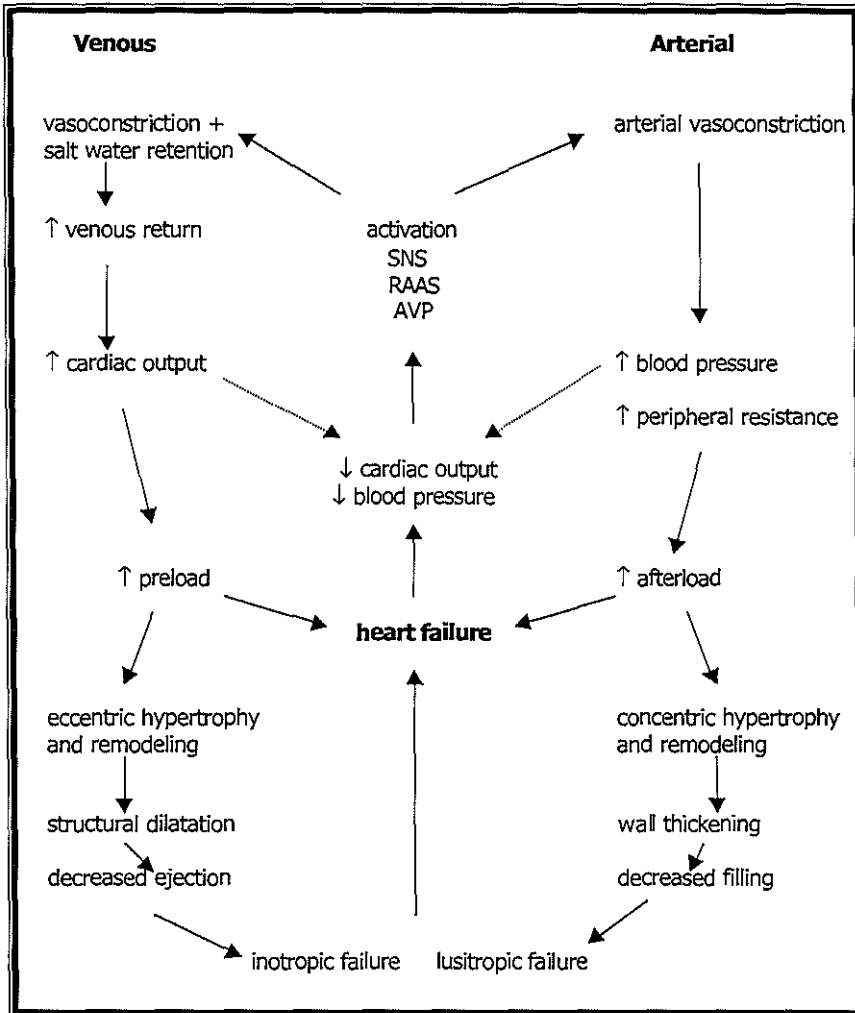 Venous
Arterial
vasoconstriction +
salt water retention
arterial vasoconstriction
↑ venous return
activation
SNS
RAAS
AVP
↑ cardiac output
↑ blood pressure
↑ peripheral resistance
↓ cardiac output
↓ blood pressure
↑ preload
↑ afterload
heart failure
eccentric hypertrophy
and remodeling
concentric hypertrophy
and remodeling
structural dilatation
wall thickening
decreased ejection
decreased filling
inotropic failure
lusitropic failure